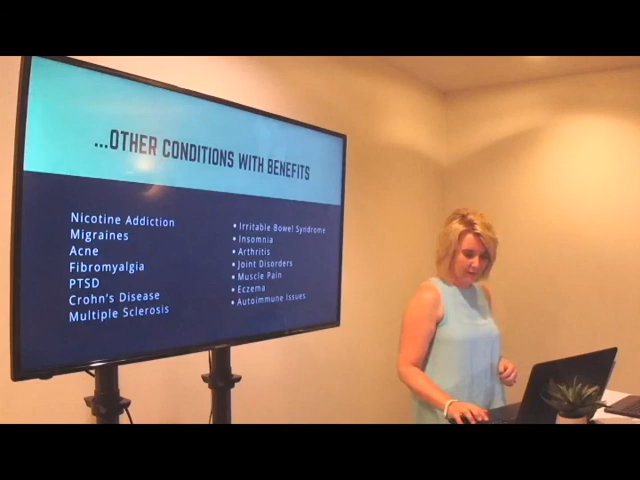 ...OTHER CONDITIONS WITH BENEFITS
Nicotine Addiction
Migraines
Acne
Fibromyalgia
PTSD
Crohn's Disease
Multiple Sclerosis
• Irritable Bowel Syndrome
• Insomnia
• Arthritis
• Joint Disorders
• Muscle Pain
• Eczema
• Autoimmune Issues